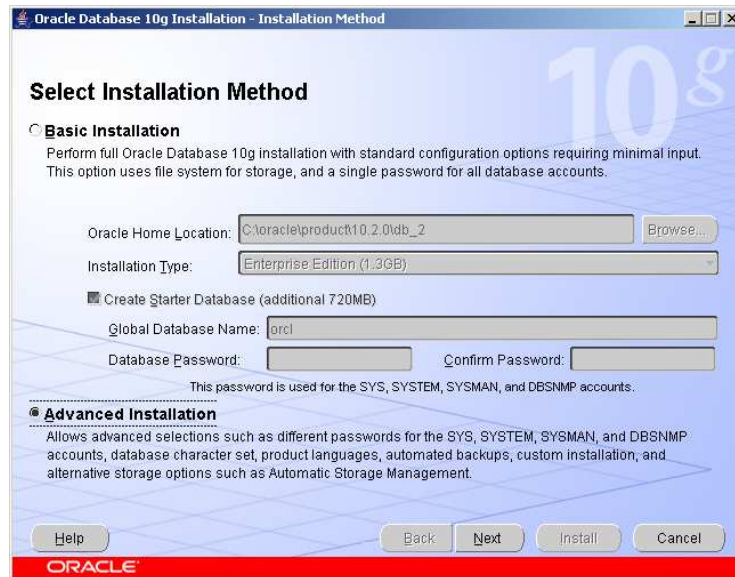 Oracle Database 10g Installation - Installation Method
10g
Select Installation Method
Basic Installation
Perform full Oracle Database 10g installation with standard configuration options requiring minimal input.
This option uses file system for storage, and a single password for all database accounts.
Oracle Home Location: C:\oracle\product\10.2.0\db_2 Browse...
Installation Type: Enterprise Edition (1.3GB)
Create Starter Database (additional 720MB)
Global Database Name: orcl
Database Password: Confirm Password:
This password is used for the SYS, SYSTEM, SYSMAN, and DBSNMP accounts.
Advanced Installation
Allows advanced selections such as different passwords for the SYS, SYSTEM, SYSMAN, and DBSNMP
accounts, database character set, product languages, automated backups, custom installation, and
alternative storage options such as Automatic Storage Management.
Help Back Next Install Cancel
ORACLE